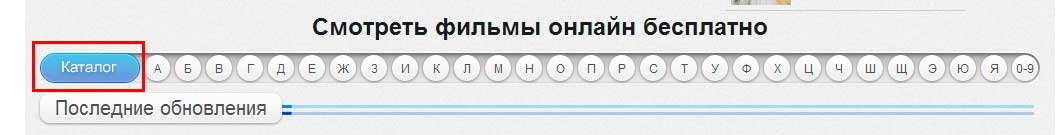 Смотреть фильмы онлайн бесплатно
Каталог А Б В Г Д Е Ж З И К Л М Н О П Р С Т У Ф Х Ц Ч Ш Щ Э Ю Я 0-9
Последние обновления